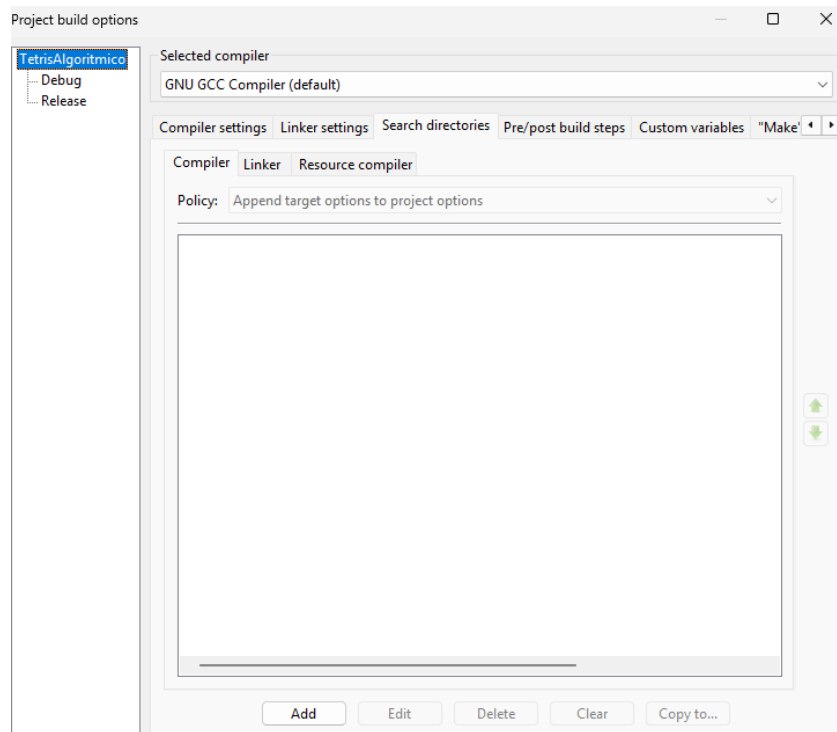 Project build options
TetrisAlgoritmico
Debug
Release
Selected compiler
GNU GCC Compiler (default)
Compiler settings Linker settings Search directories Pre/post build steps Custom variables "Make"
Compiler Linker Resource compiler
Policy: Append target options to project options
Add Edit Delete Clear Copy to...